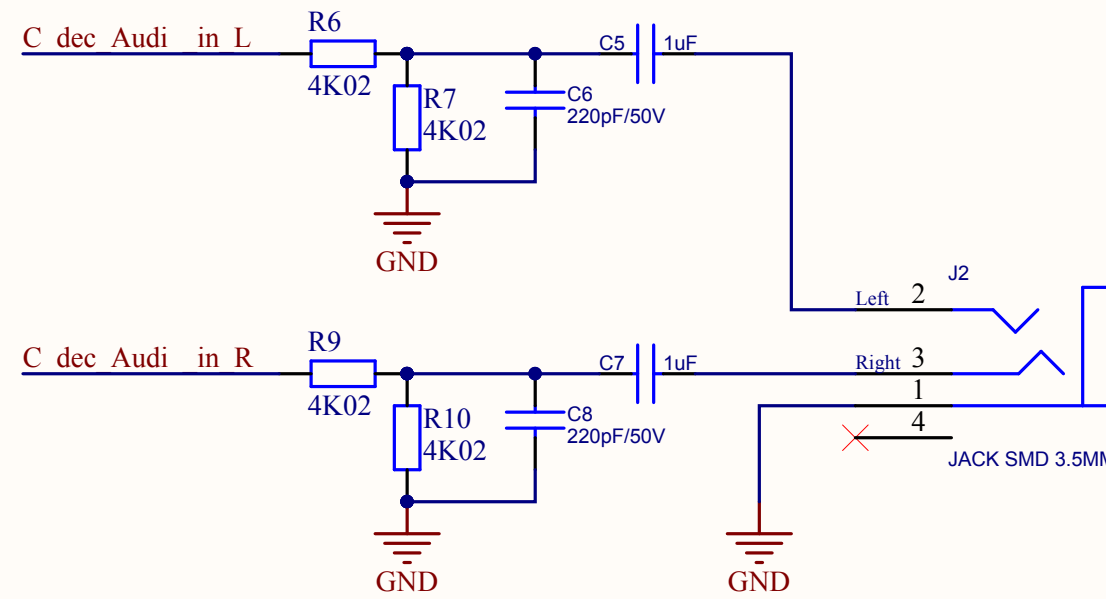 C dec Audi in L
R6
4K02
R7
4K02
C5
1uF
C6
220pF/50V
GND
J2
Left 2
C dec Audi in R
R9
4K02
R10
4K02
C7
1uF
C8
220pF/50V
Right 3
1
4
JACK SMD 3.5M
GND
GND